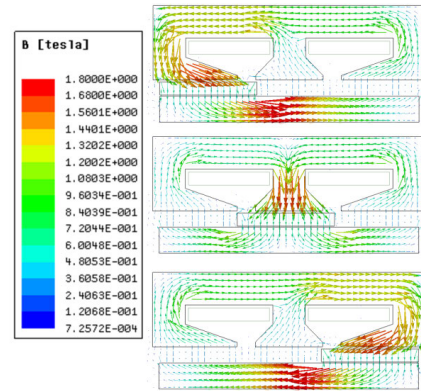 B [tesla]
1.8000E+000
1.6800E+000
1.5601E+000
1.4401E+000
1.3202E+000
1.2002E+000
1.0803E+000
9.6034E-001
8.4039E-001
7.2044E-001
6.0048E-001
4.8053E-001
3.6058E-001
2.4063E-001
1.2068E-001
7.2572E-004